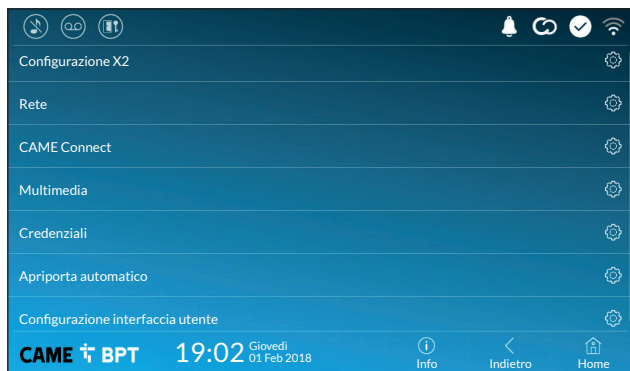 Configurazione X2
Rete
CAME Connect
Multimedia
Credenziali
Apriporta automatico
Configurazione interfaccia utente
CAME BPT
19:02
Giovedì
01 Feb 2018
Info
Indietro
Home